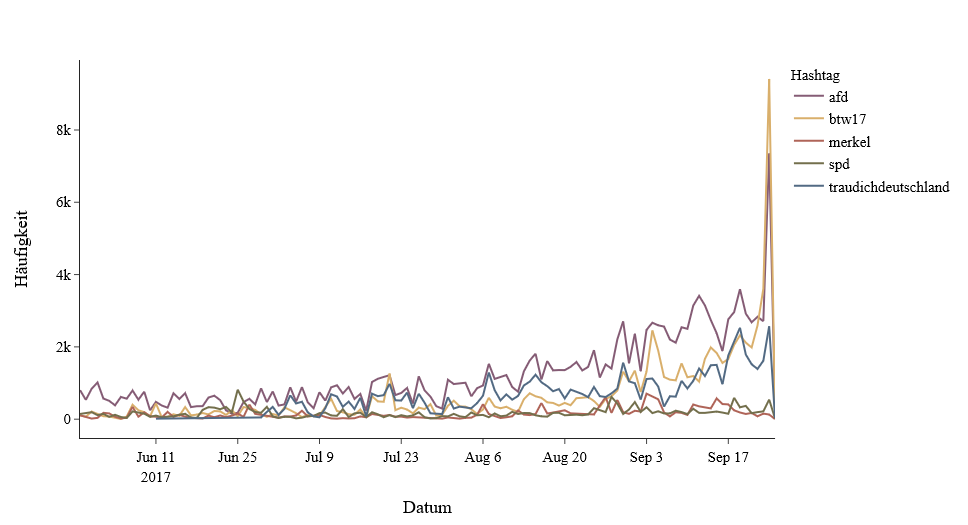 Hashtag
afd
btw17
merkel
spd
traudichdeutschland
Häufigkeit
8k
6k
4k
2k
0
Jun 11
2017
Jun 25
Jul 9
Jul 23
Aug 6
Aug 20
Sep 3
Sep 17
Datum